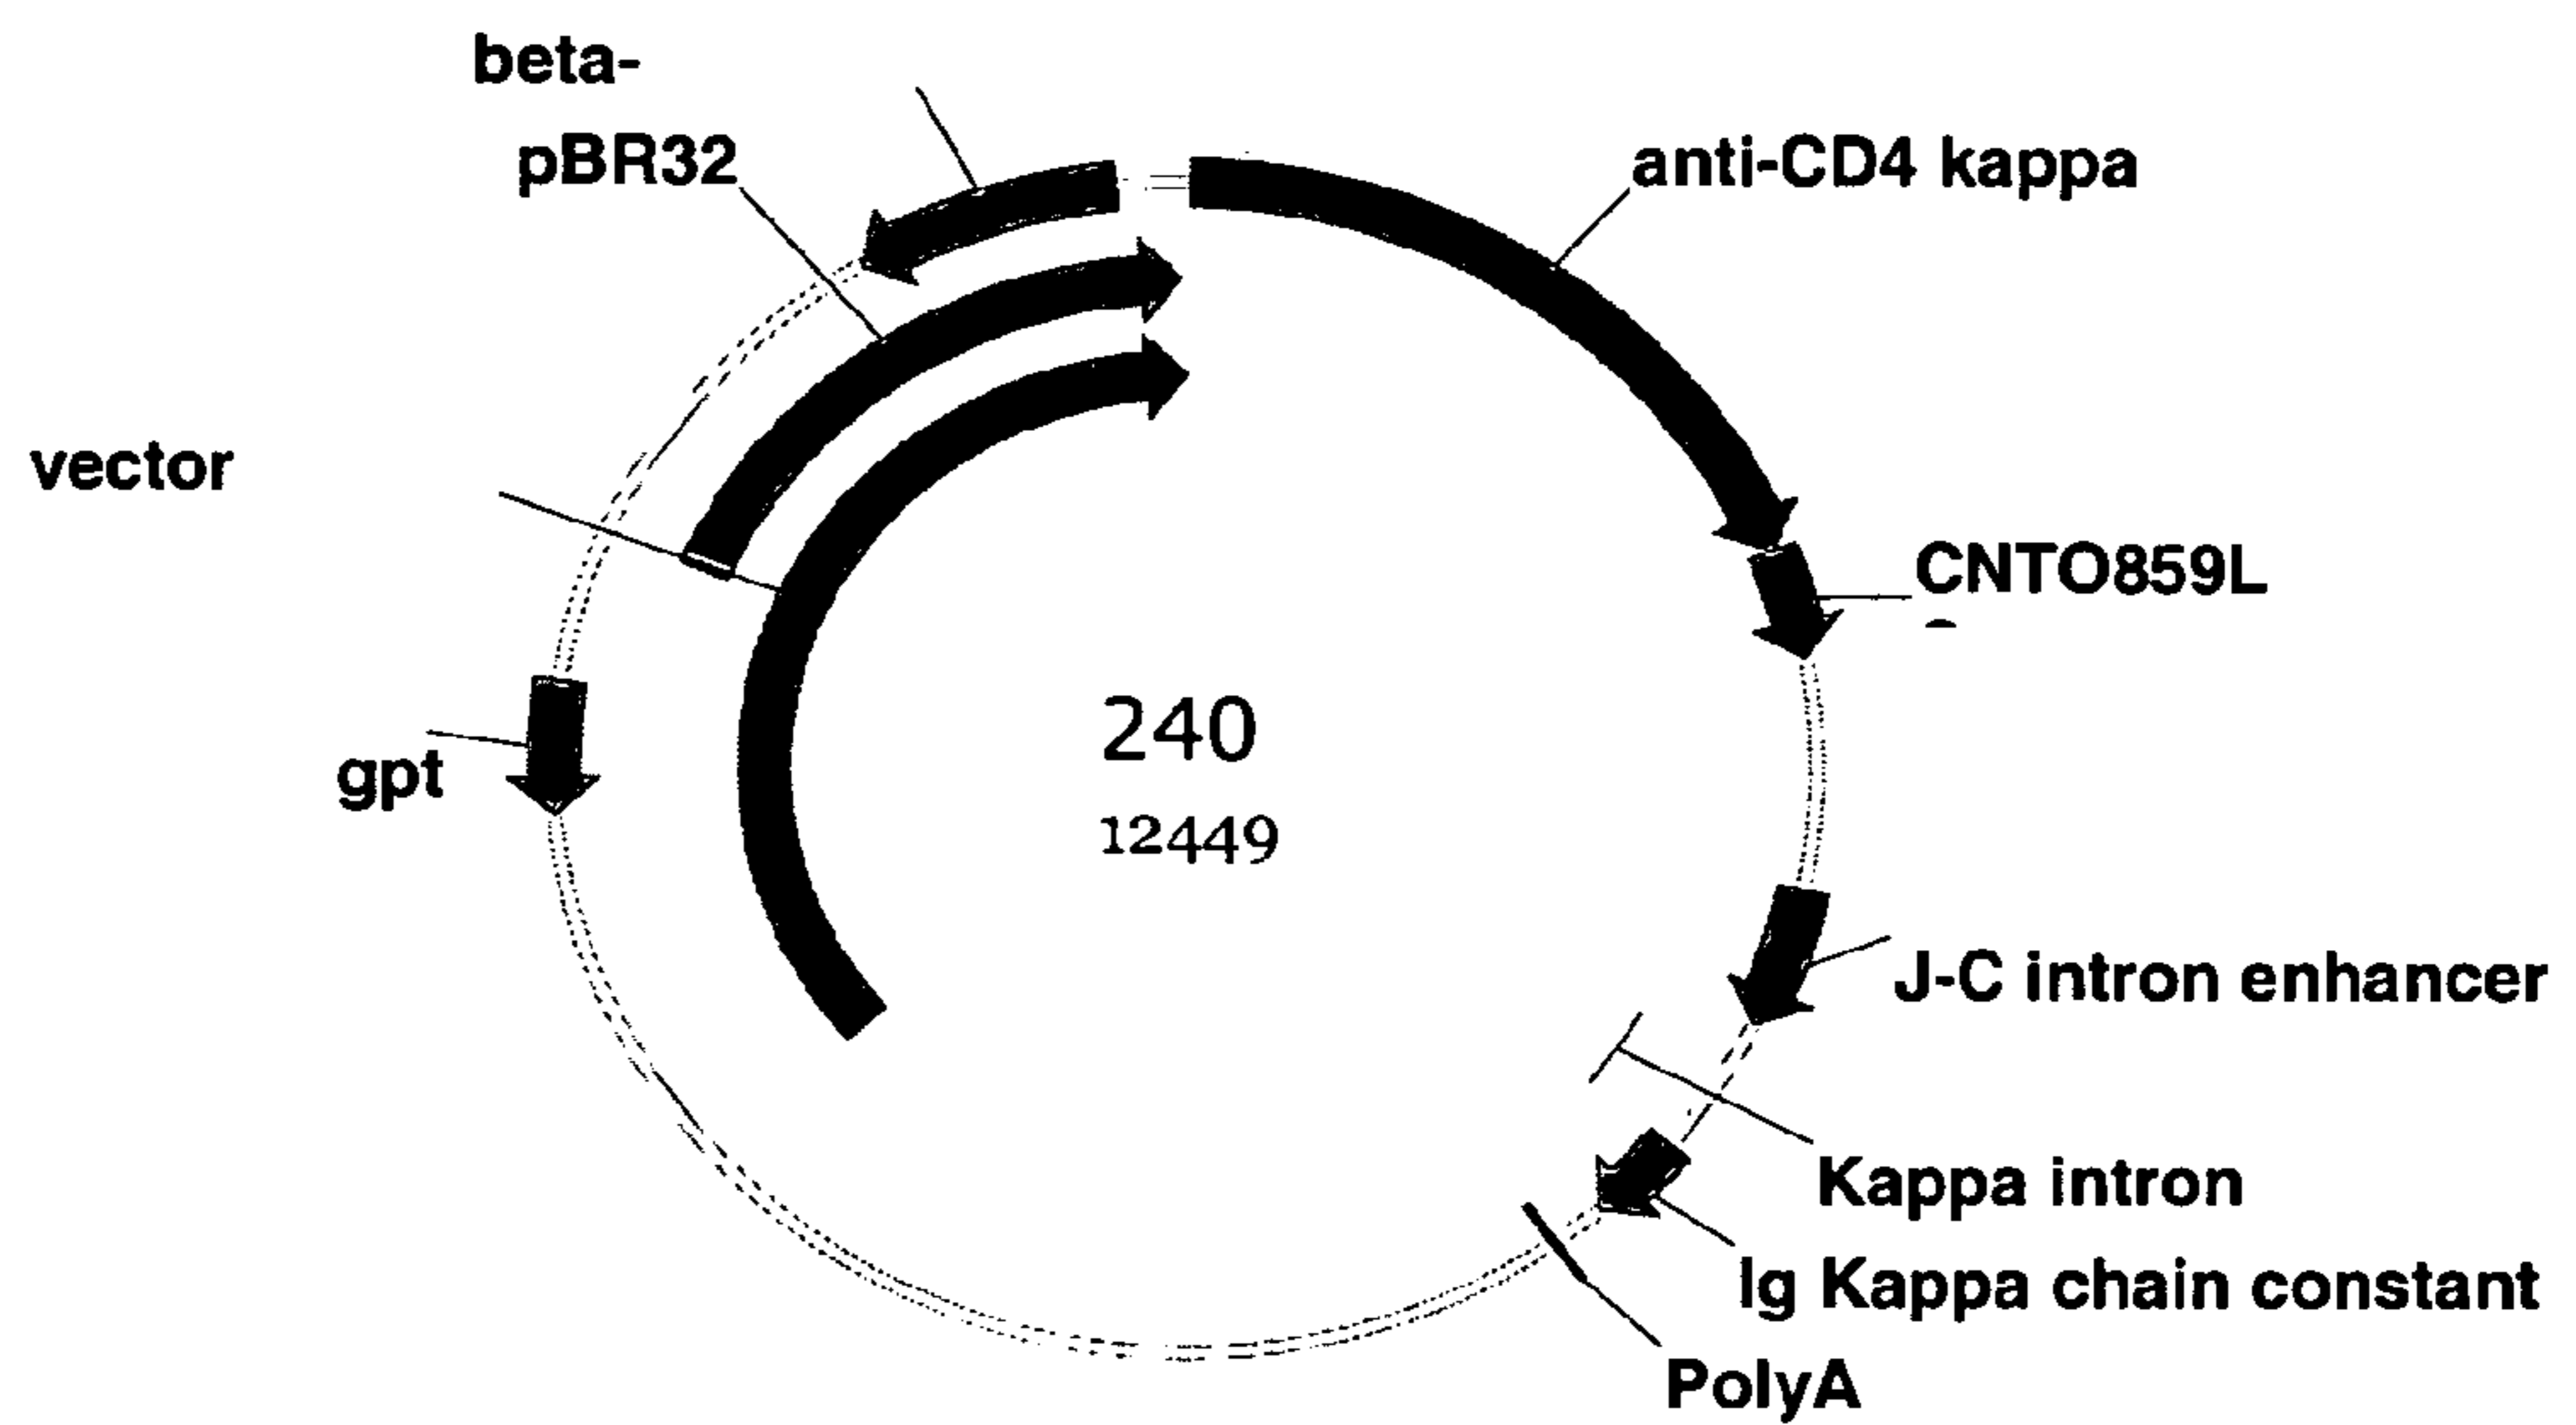 beta-
pBR32
anti-CD4 kappa
vector
CNTO859L
240
gpt
12449
J-C intron enhancer
Kappa intron
Ig Kappa chain constant
PolyA